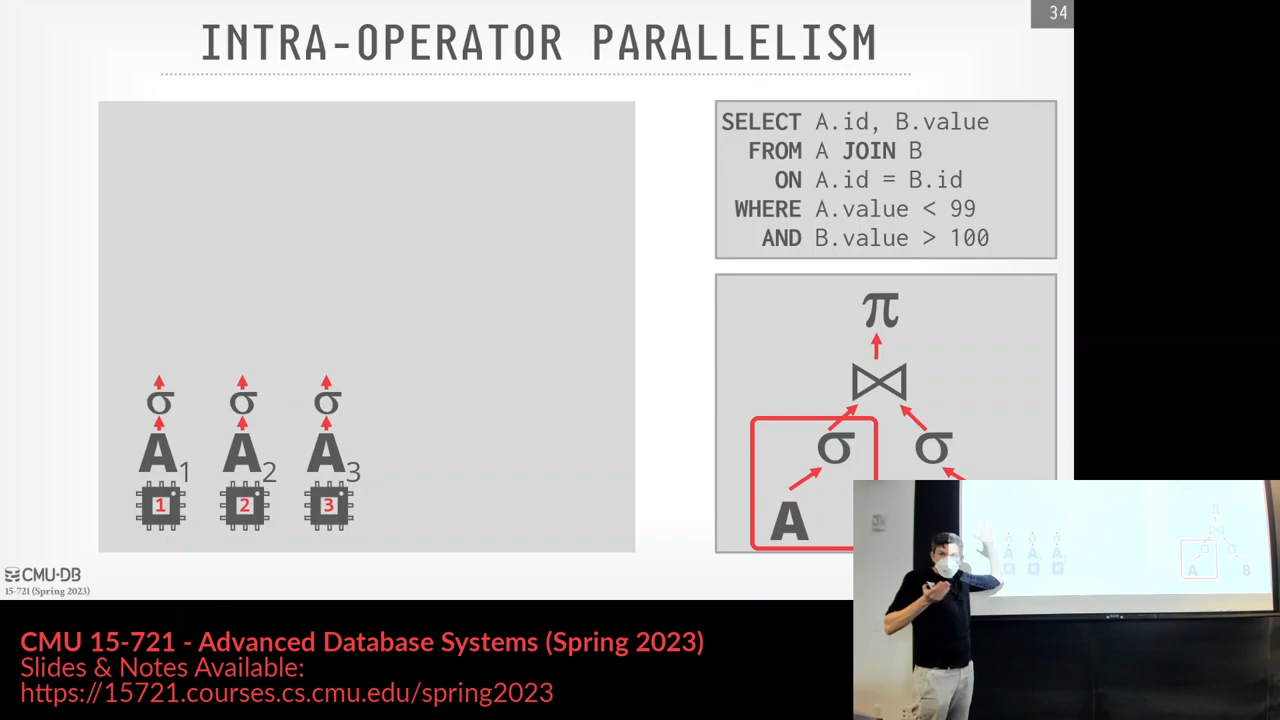 34
INTRA-OPERATOR PARALLELISM
SELECT A.id, B.value
FROM A JOIN B
ON A.id = B.id
WHERE A.value < 99
AND B.value > 100
π
⋈
σ σ
A
σ σ σ
A1 A2 A3
1 2 3
CMU·DB
15-721 (Spring 2023)
CMU 15-721 - Advanced Database Systems (Spring 2023)
Slides & Notes Available:
https://15721.courses.cs.cmu.edu/spring2023
A A A
π
σ σ
A B